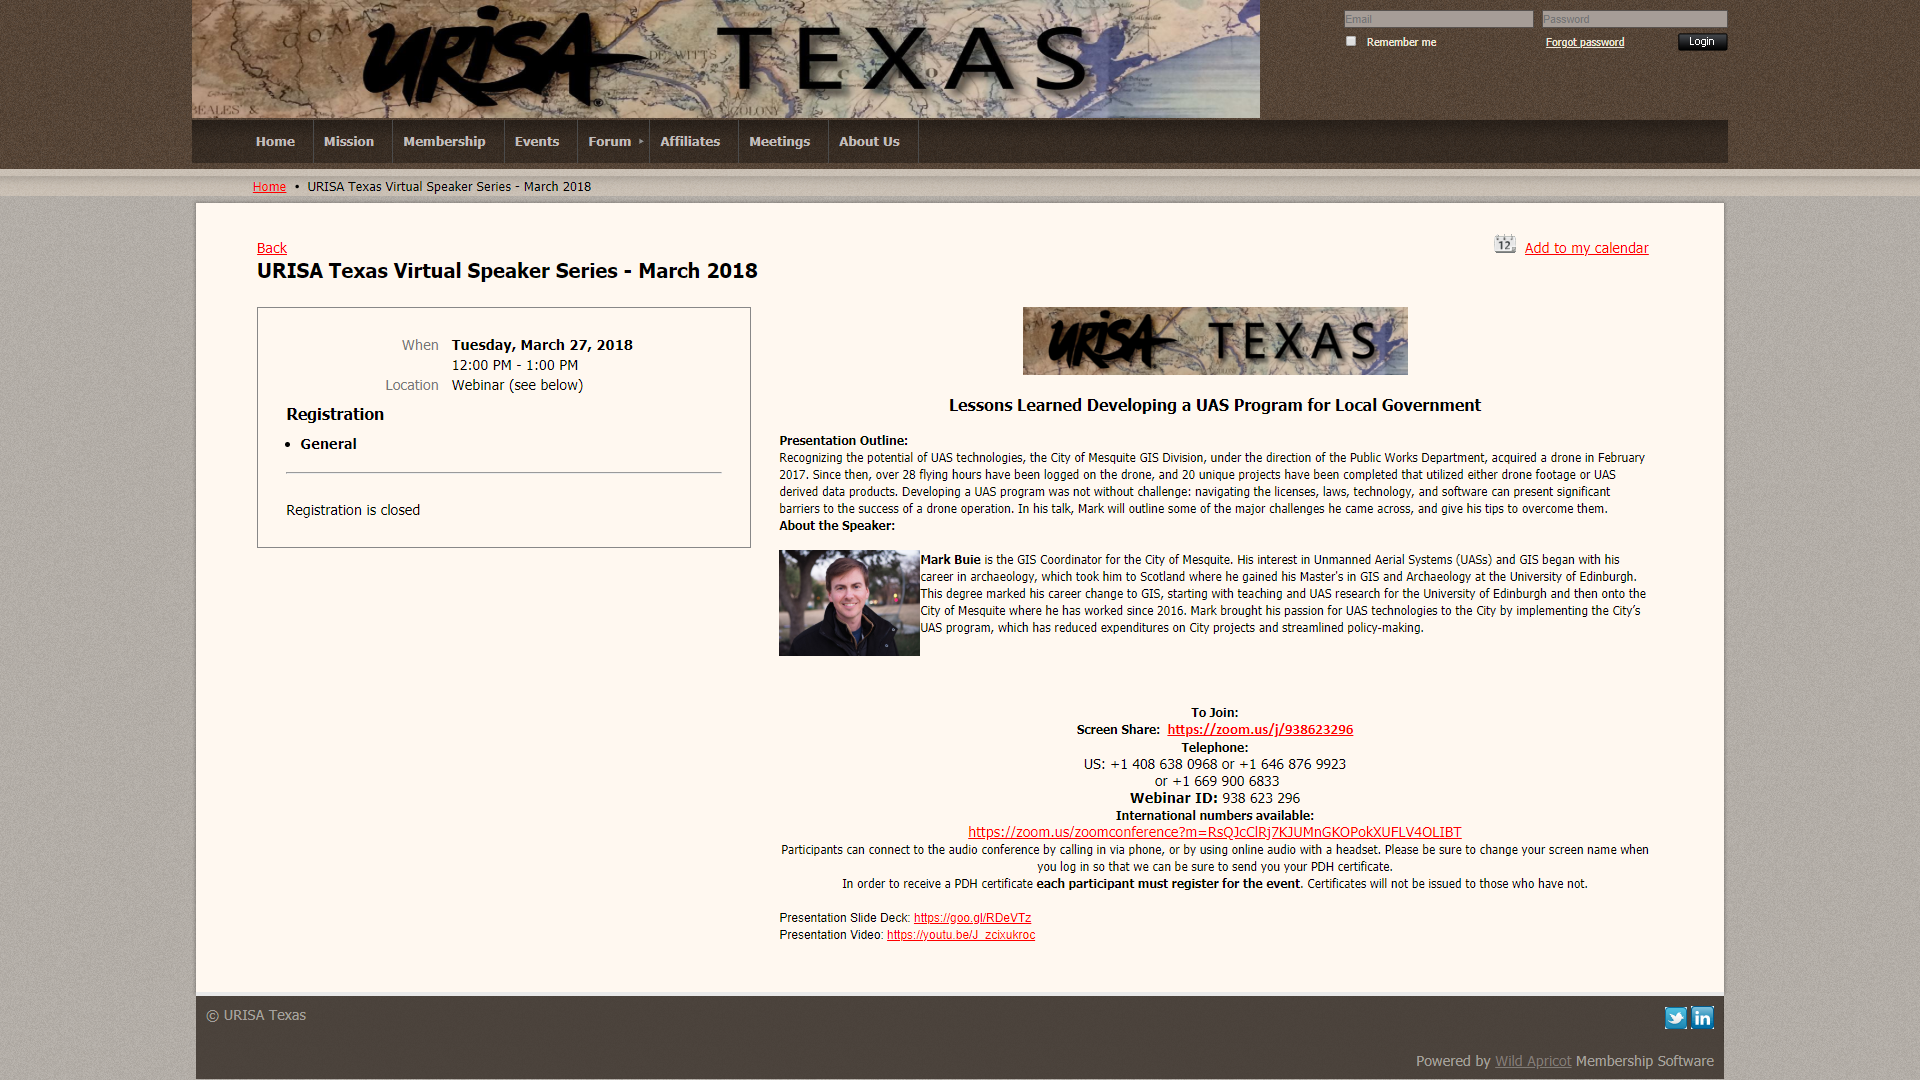 URISA TEXAS
Email
Password
Remember me
Forgot password
Login
Home
Mission
Membership
Events
Forum
Affiliates
Meetings
About Us
Home • URISA Texas Virtual Speaker Series - March 2018
Back
12
Add to my calendar
URISA Texas Virtual Speaker Series - March 2018
When Tuesday, March 27, 2018
12:00 PM - 1:00 PM
Location Webinar (see below)
Registration
• General
Registration is closed
URISA TEXAS
Lessons Learned Developing a UAS Program for Local Government
Presentation Outline:
Recognizing the potential of UAS technologies, the City of Mesquite GIS Division, under the direction of the Public Works Department, acquired a drone in February
2017. Since then, over 28 flying hours have been logged on the drone, and 20 unique projects have been completed that utilized either drone footage or UAS
derived data products. Developing a UAS program was not without challenge: navigating the licenses, laws, technology, and software can present significant
barriers to the success of a drone operation. In his talk, Mark will outline some of the major challenges he came across, and give his tips to overcome them.
About the Speaker:
Mark Buie is the GIS Coordinator for the City of Mesquite. His interest in Unmanned Aerial Systems (UASs) and GIS began with his
career in archaeology, which took him to Scotland where he gained his Master's in GIS and Archaeology at the University of Edinburgh.
This degree marked his career change to GIS, starting with teaching and UAS research for the University of Edinburgh and then onto the
City of Mesquite where he has worked since 2016. Mark brought his passion for UAS technologies to the City by implementing the City’s
UAS program, which has reduced expenditures on City projects and streamlined policy-making.
To Join:
Screen Share: https://zoom.us/j/938623296
Telephone:
US: +1 408 638 0968 or +1 646 876 9923
or +1 669 900 6833
Webinar ID: 938 623 296
International numbers available:
https://zoom.us/zoomconference?m=RsQJcClRj7KJUMnGKOPokXUFLV4OLIBT
Participants can connect to the audio conference by calling in via phone, or by using online audio with a headset. Please be sure to change your screen name when
you log in so that we can be sure to send you your PDH certificate.
In order to receive a PDH certificate each participant must register for the event. Certificates will not be issued to those who have not.
Presentation Slide Deck: https://goo.gl/RDeVTz
Presentation Video: https://youtu.be/J_zcixukroc
© URISA Texas
in
Powered by Wild Apricot Membership Software